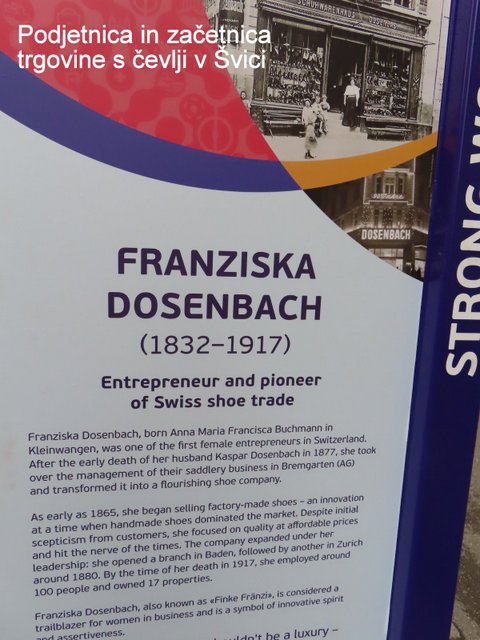 Podjetnica in začetnica
trgovine s čevlji v Švici
SCHUHWARENHAUS
DOSENBACH
STRONG
FRANZISKA
DOSENBACH
(1832–1917)
Entrepreneur and pioneer
of Swiss shoe trade
Franziska Dosenbach, born Anna Maria Francisca Buchmann in
Kleinwangen, was one of the first female entrepreneurs in Switzerland.
After the early death of her husband Kaspar Dosenbach in 1877, she took
over the management of their saddlery business in Bremgarten (AG)
and transformed it into a flourishing shoe company.
As early as 1865, she began selling factory-made shoes – an innovation
at a time when handmade shoes dominated the market. Despite initial
scepticism from customers, she focused on quality at affordable prices
and hit the nerve of the times. The company expanded under her
leadership: she opened a branch in Baden, followed by another in Zurich
around 1880. By the time of her death in 1917, she employed around
100 people and owned 17 properties.
Franziska Dosenbach, also known as «Finke Fränzi», is considered a
trailblazer for women in business and is a symbol of innovative spirit
and assertiveness.
be a luxury –